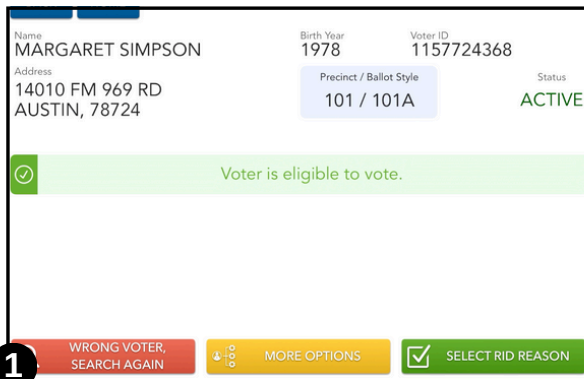 Name
MARGARET SIMPSON
Birth Year
1978
Voter ID
1157724368
Address
14010 FM 969 RD
AUSTIN, 78724
Precinct / Ballot Style
101 / 101A
Status
ACTIVE
Voter is eligible to vote.
WRONG VOTER,
SEARCH AGAIN
MORE OPTIONS
SELECT RID REASON
1